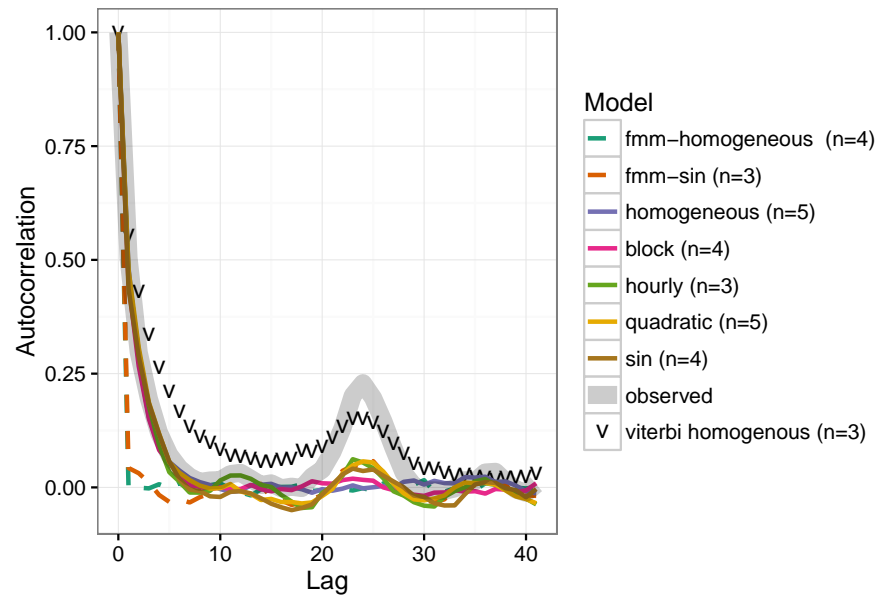 1.00
0.75
0.50
0.25
0.00
Autocorrelation
0
10
20
30
40
Lag
Model
fmm−homogeneous (n=4)
fmm−sin (n=3)
homogeneous (n=5)
block (n=4)
hourly (n=3)
quadratic (n=5)
sin (n=4)
observed
v viterbi homogenous (n=3)